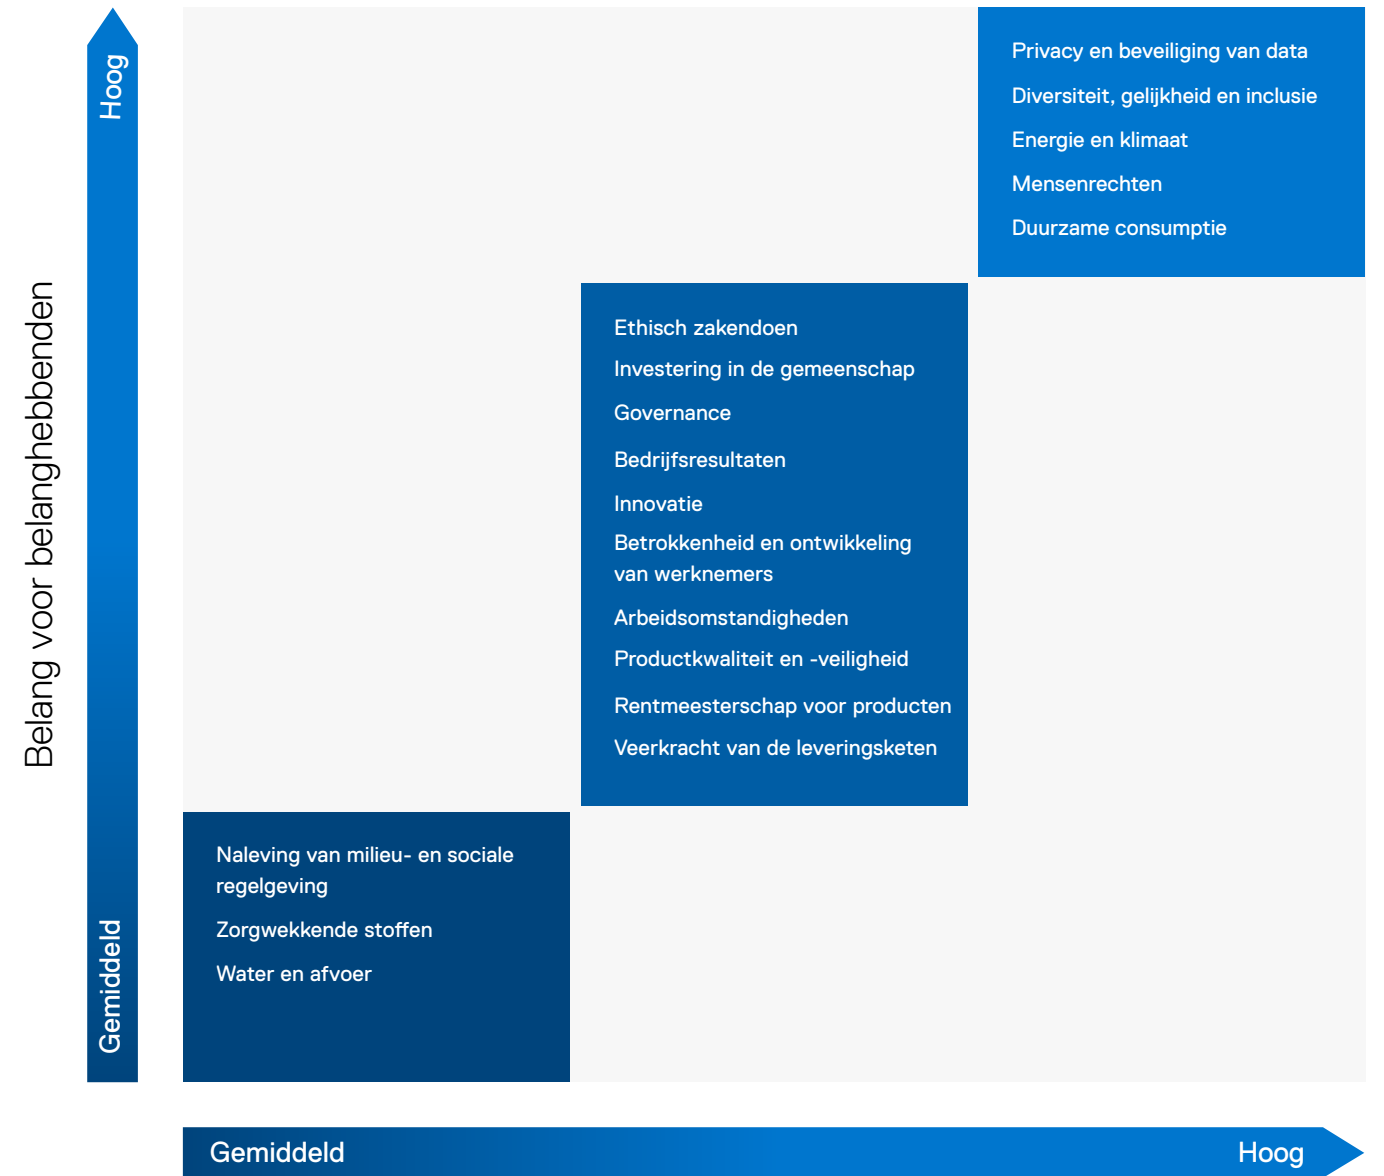 Hoog
Belang voor belanghebbenden
Gemiddeld
Privacy en beveiliging van data
Diversiteit, gelijkheid en inclusie
Energie en klimaat
Mensenrechten
Duurzame consumptie
Ethisch zakendoen
Investering in de gemeenschap
Governance
Bedrijfsresultaten
Innovatie
Betrokkenheid en ontwikkeling
van werknemers
Arbeidsomstandigheden
Productkwaliteit en -veiligheid
Rentmeesterschap voor producten
Veerkracht van de leveringsketen
Naleving van milieu- en sociale
regelgeving
Zorgwekkende stoffen
Water en afvoer
Gemiddeld
Hoog